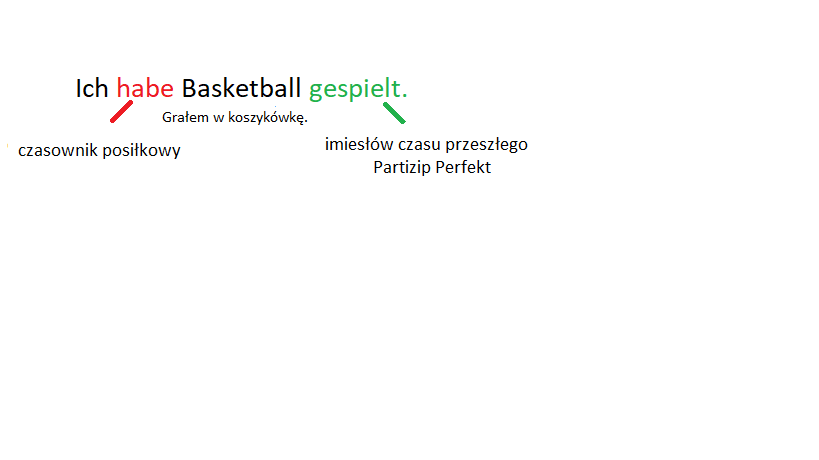 Ich habe Basketball gespielt.
Grałem w koszykówkę.
czasownik posiłkowy
imiesłów czasu przeszłego
Partizip Perfekt